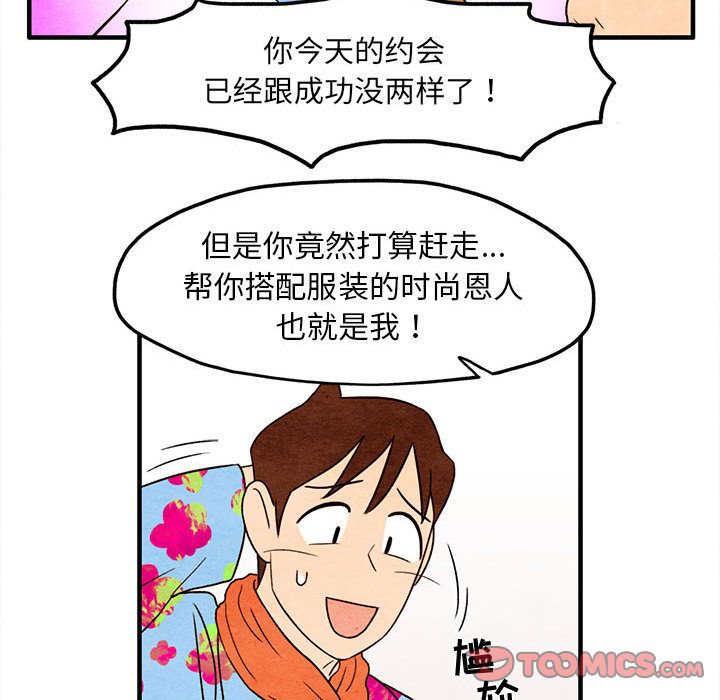 你今天的约会
已经跟成功没两样了！
但是你竟然打算赶走...
帮你搭配服装的时尚恩人
也就是我！
尴
尬
TOOMICS.COM